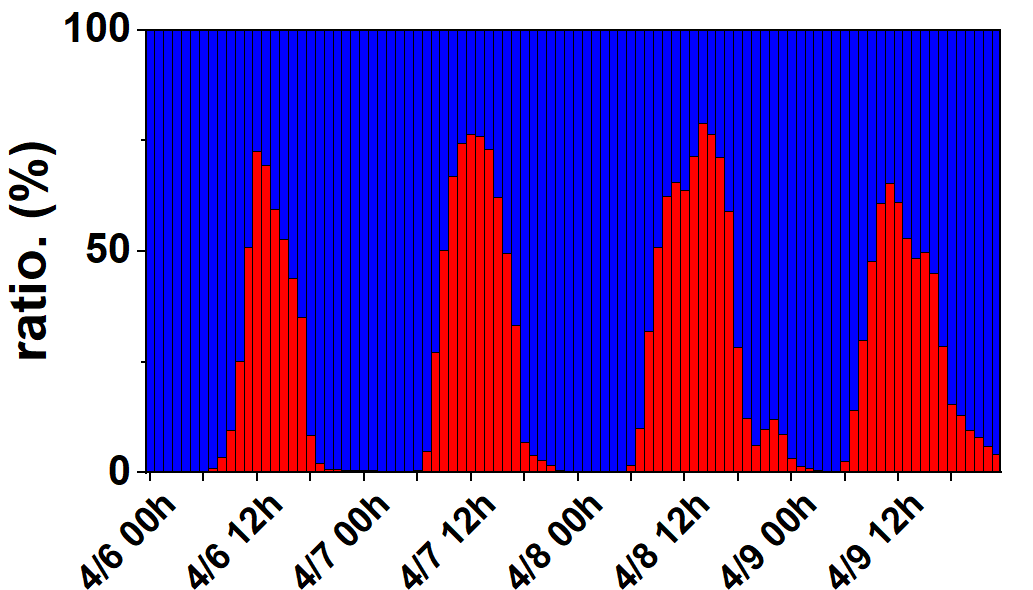 100
50
0
ratio. (%)
4/6 00h
4/6 12h
4/7 00h
4/7 12h
4/8 00h
4/8 12h
4/9 00h
4/9 12h